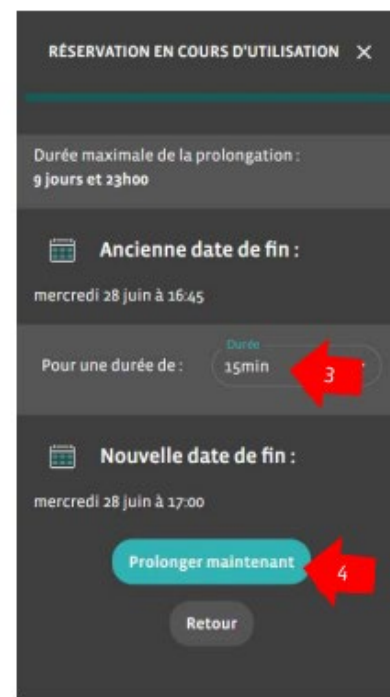 RÉSERVATION EN COURS D'UTILISATION ×
Durée maximale de la prolongation :
9 jours et 23h00
Ancienne date de fin :
mercredi 28 juin à 16:45
Durée
Pour une durée de : 15min 3
Nouvelle date de fin :
mercredi 28 juin à 17:00
Prolonger maintenant 4
Retour